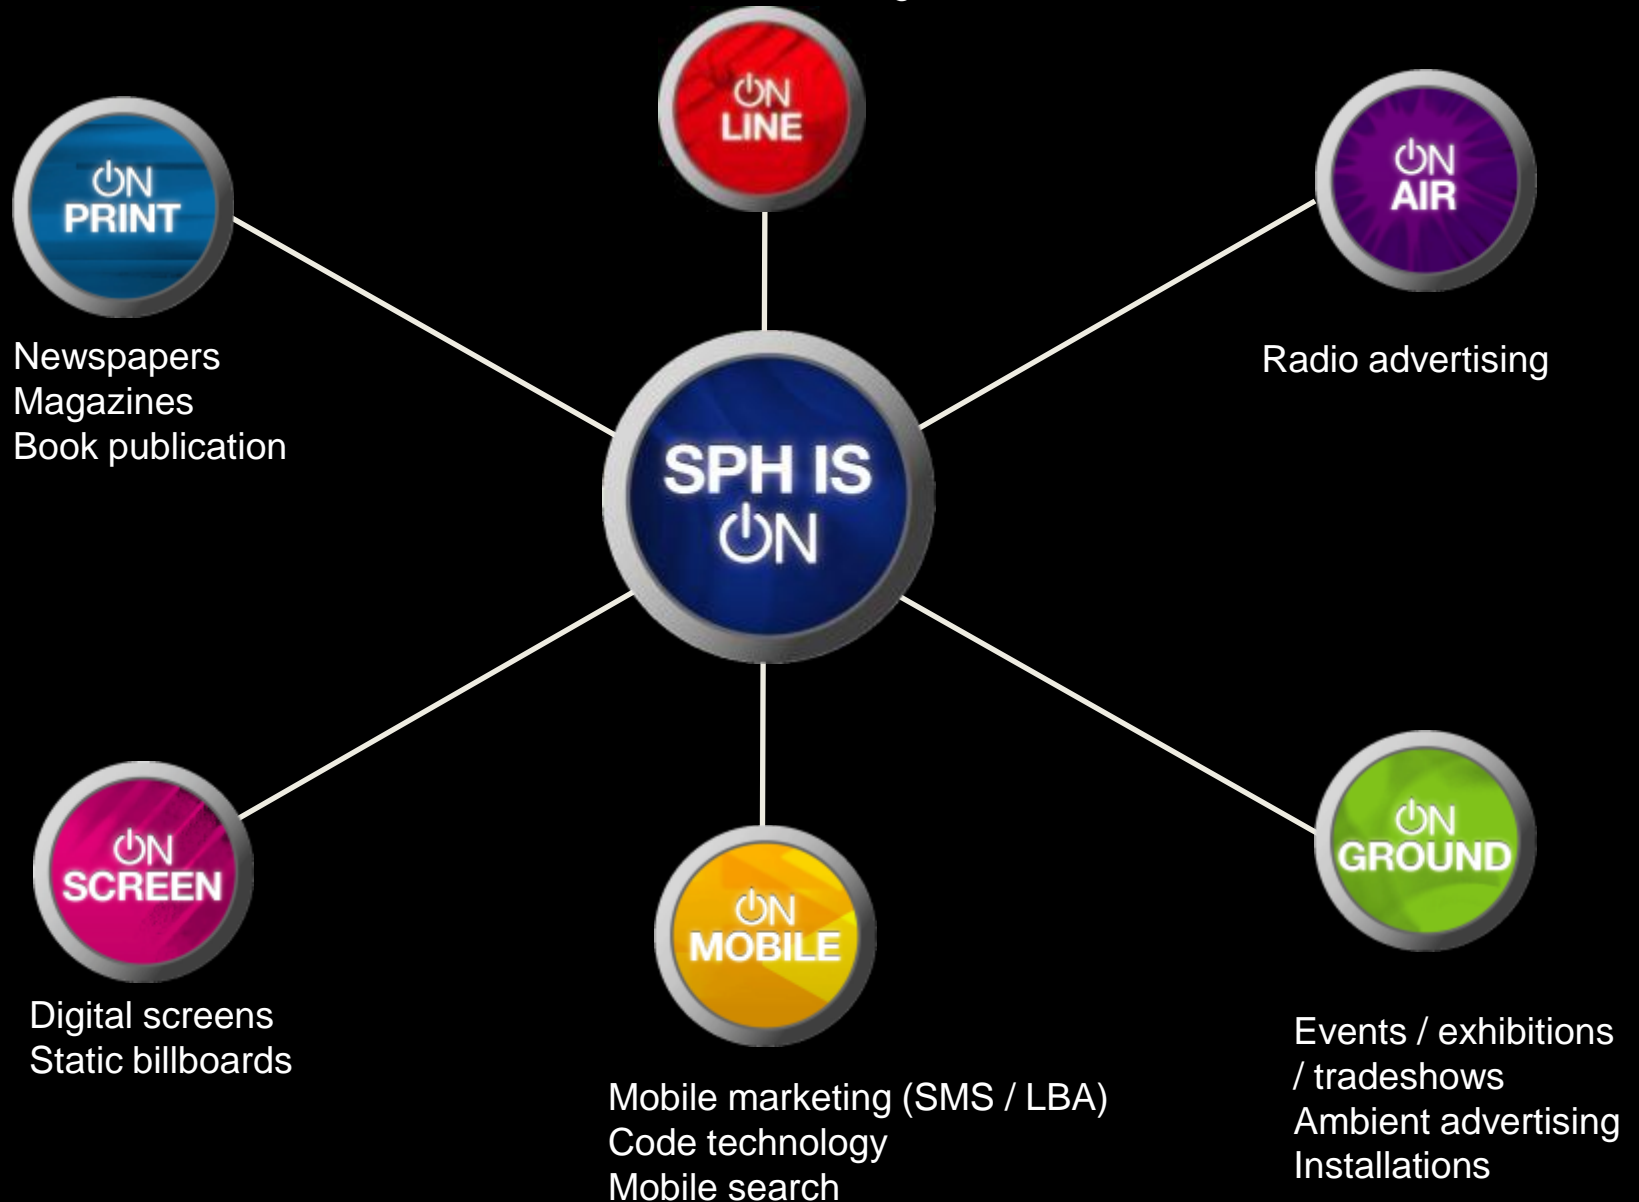 ON
LINE
ON
PRINT
ON
AIR
Newspapers
Magazines
Book publication
Radio advertising
SPH IS
ON
ON
SCREEN
ON
MOBILE
ON
GROUND
Digital screens
Static billboards
Mobile marketing (SMS / LBA)
Code technology
Mobile search
Events / exhibitions
/ tradeshows
Ambient advertising
Installations